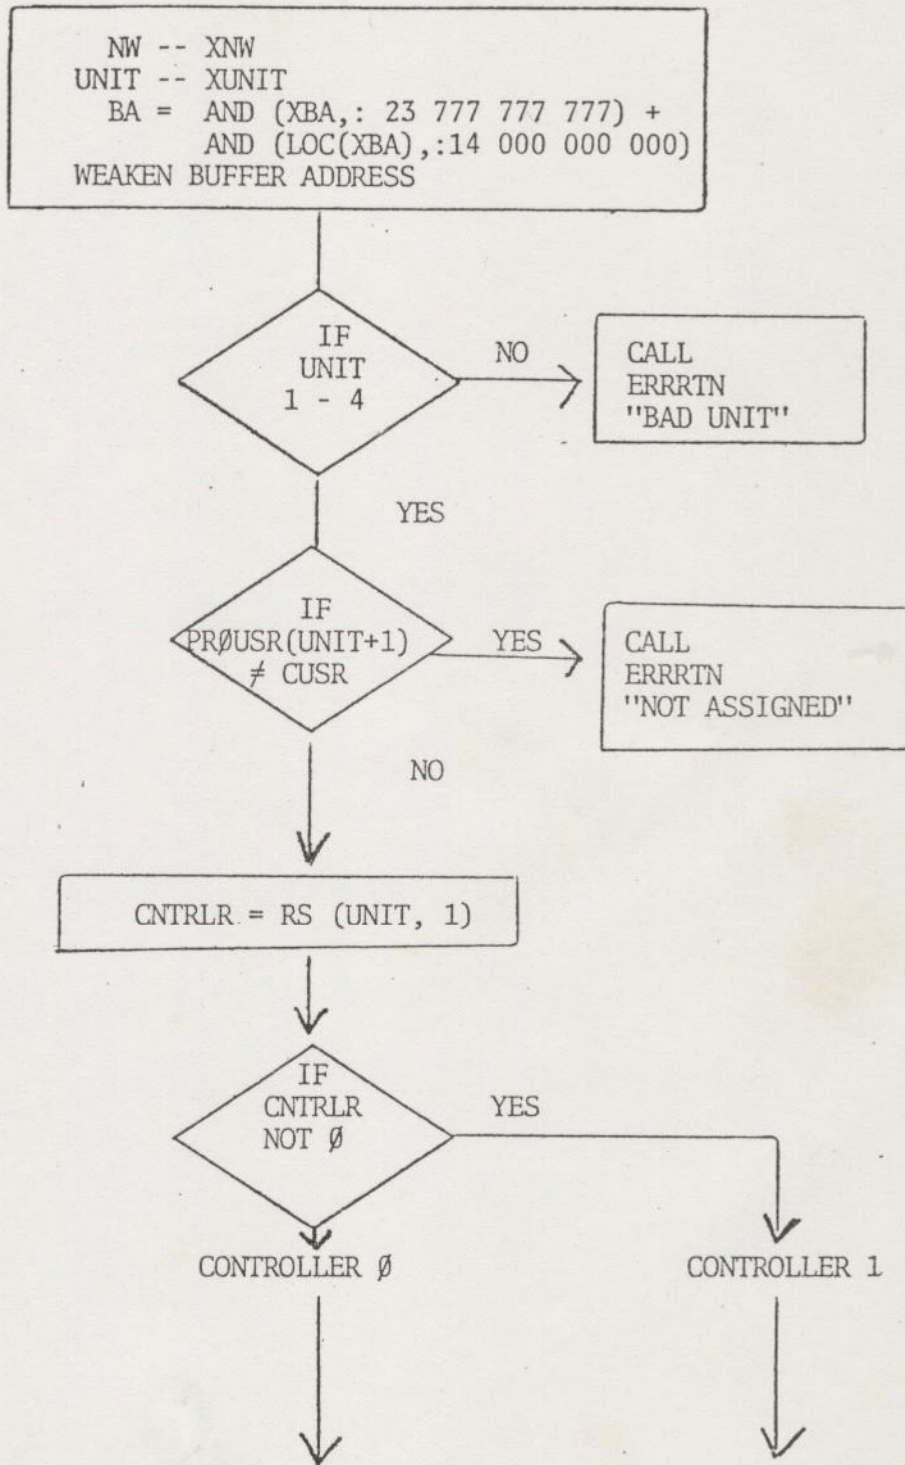 NW -- XNW
UNIT -- XUNIT
BA = AND (XBA,: 23 777 777 777) +
AND (LOC(XBA),:14 000 000 000)
WEAKEN BUFFER ADDRESS
IF
UNIT
1 - 4
NO
CALL
ERRRTN
"BAD UNIT"
YES
IF
PRØUSR(UNIT+1)
≠ CUSR
YES
CALL
ERRRTN
"NOT ASSIGNED"
NO
CNTRLR = RS (UNIT, 1)
IF
CNTRLR
NOT Ø
YES
CONTROLLER Ø
CONTROLLER 1